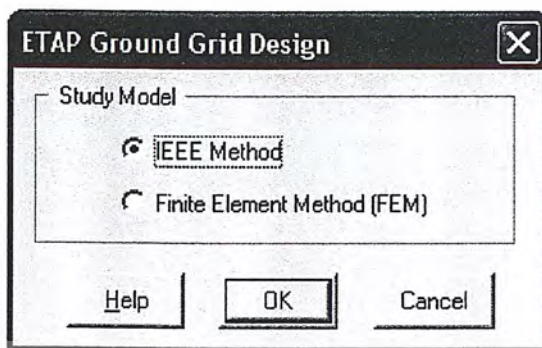 ETAP Ground Grid Design
Study Model
IEEE Method
Finite Element Method (FEM)
Help
OK
Cancel